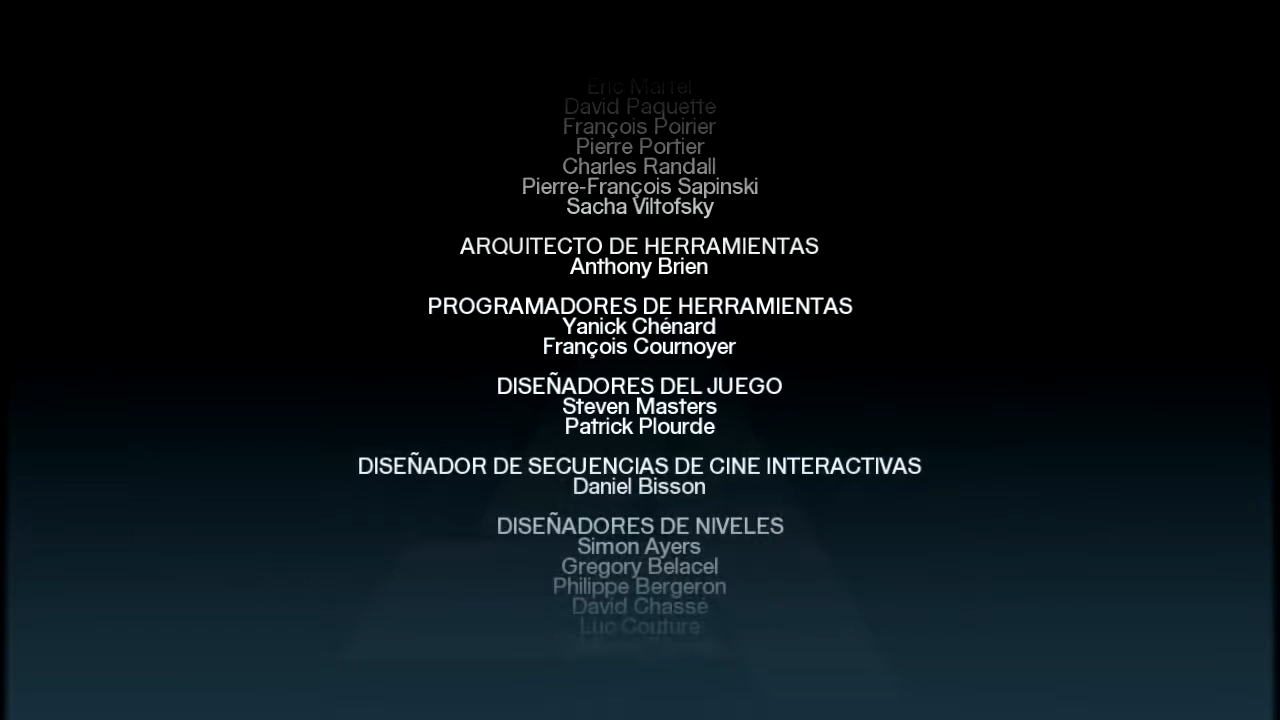 Eric Martel
David Paquette
François Poirier
Pierre Portier
Charles Randall
Pierre-François Sapinski
Sacha Viltofsky
ARQUITECTO DE HERRAMIENTAS
Anthony Brien
PROGRAMADORES DE HERRAMIENTAS
Yanick Chénard
François Cournoyer
DISEÑADORES DEL JUEGO
Steven Masters
Patrick Plourde
DISEÑADOR DE SECUENCIAS DE CINE INTERACTIVAS
Daniel Bisson
DISEÑADORES DE NIVELES
Simon Ayers
Gregory Belacel
Philippe Bergeron
David Chassé
Luc Couture